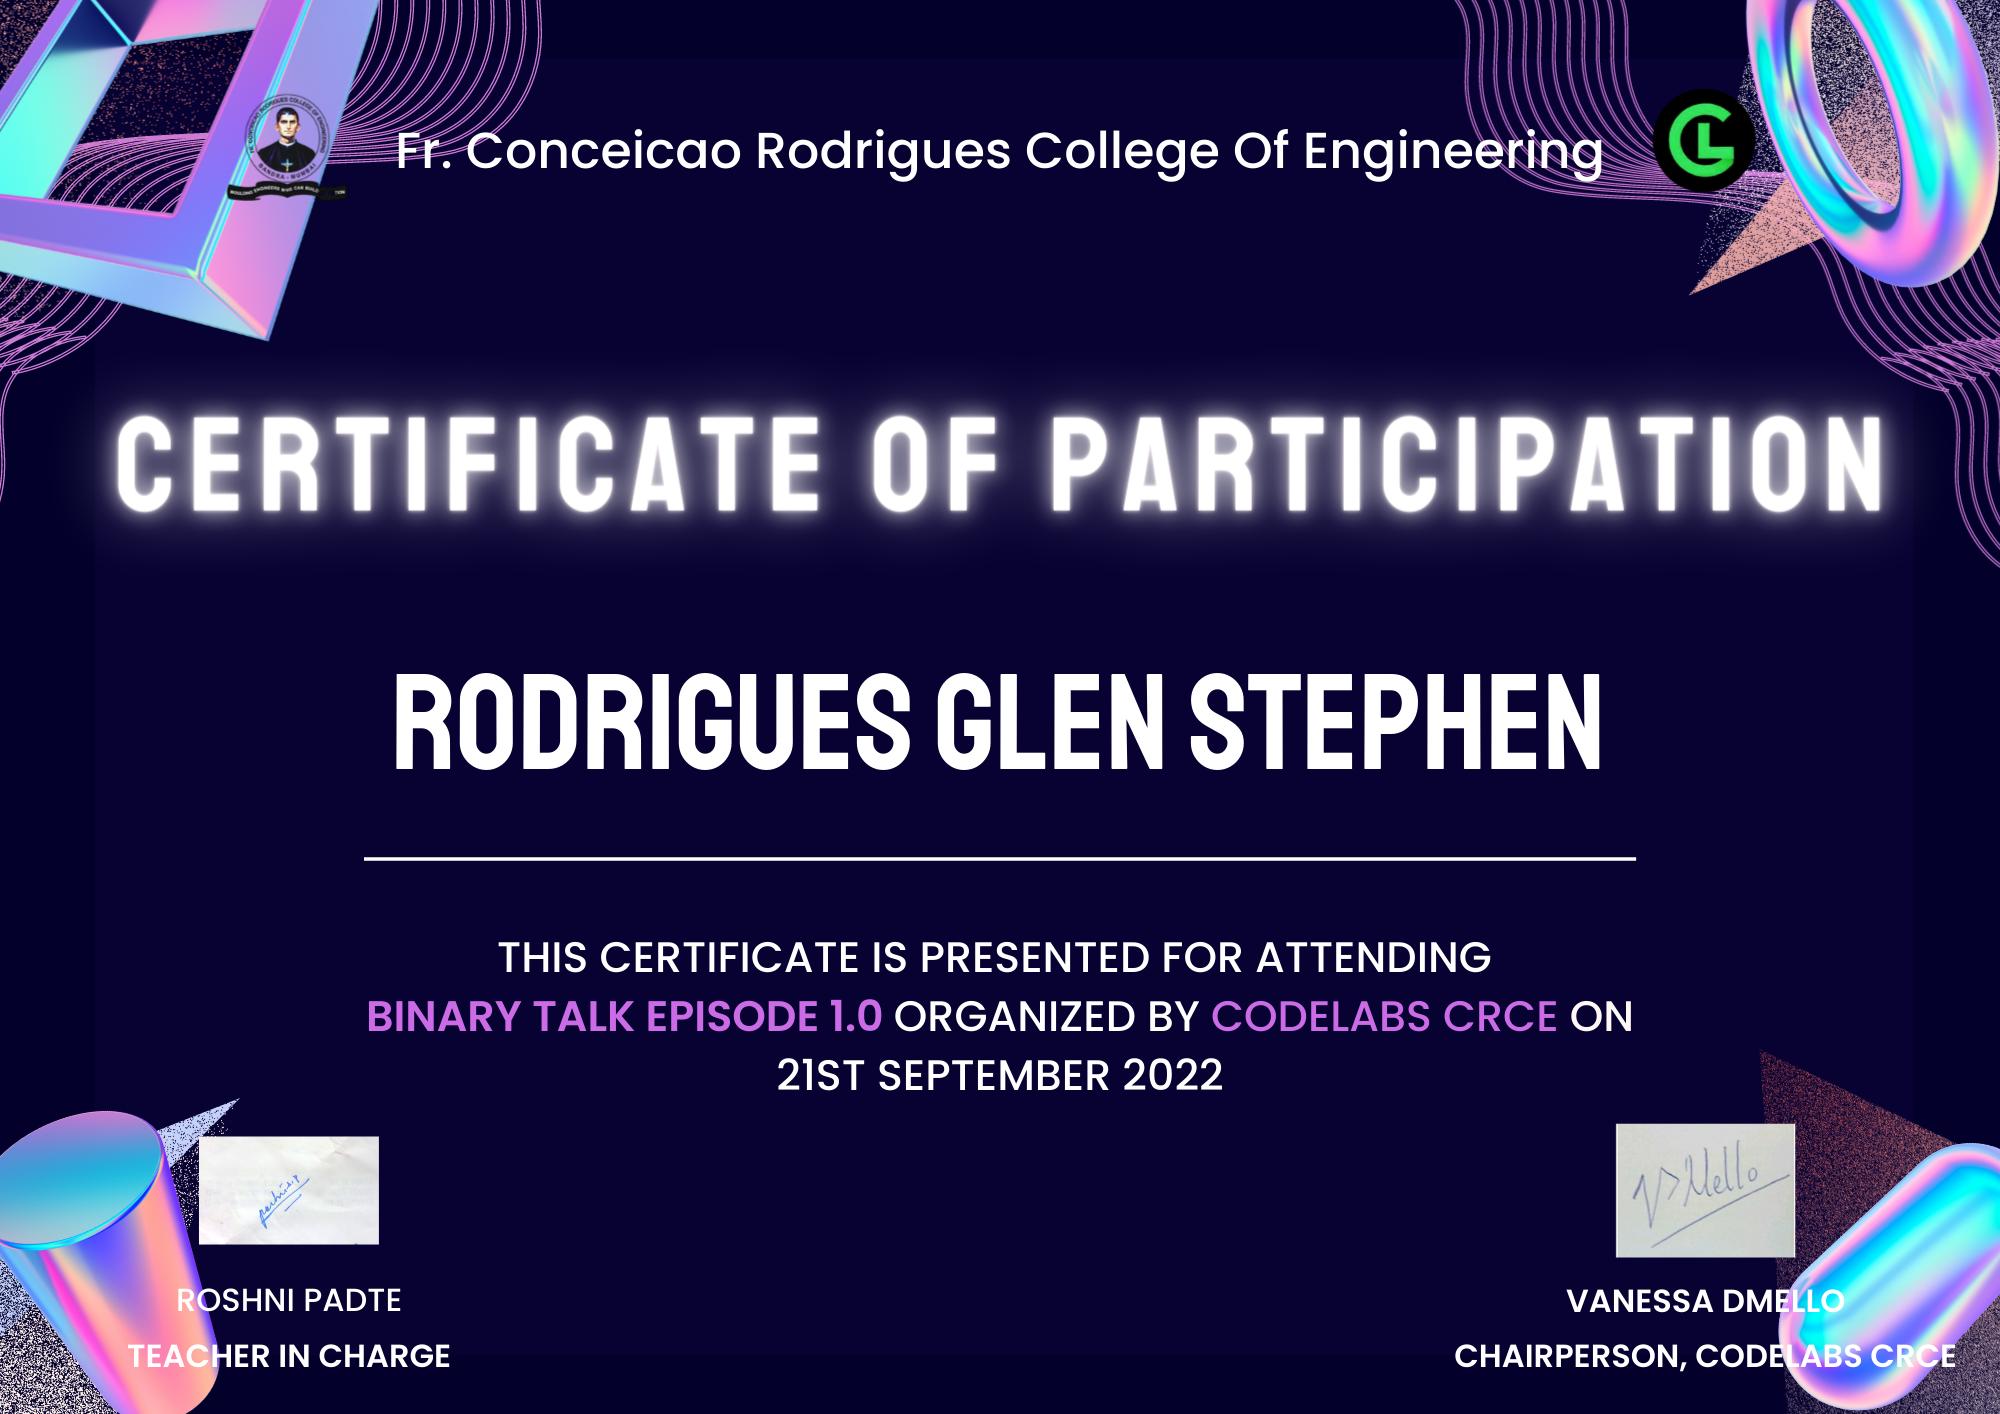 Fr. Conceicao Rodrigues College Of Engineering
CERTIFICATE OF PARTICIPATION
RODRIGUES GLEN STEPHEN
THIS CERTIFICATE IS PRESENTED FOR ATTENDING
BINARY TALK EPISODE 1.0 ORGANIZED BY CODELABS CRCE ON
21ST SEPTEMBER 2022
ROSHNI PADTE
TEACHER IN CHARGE
VANESSA DMELLO
CHAIRPERSON, CODELABS CRCE